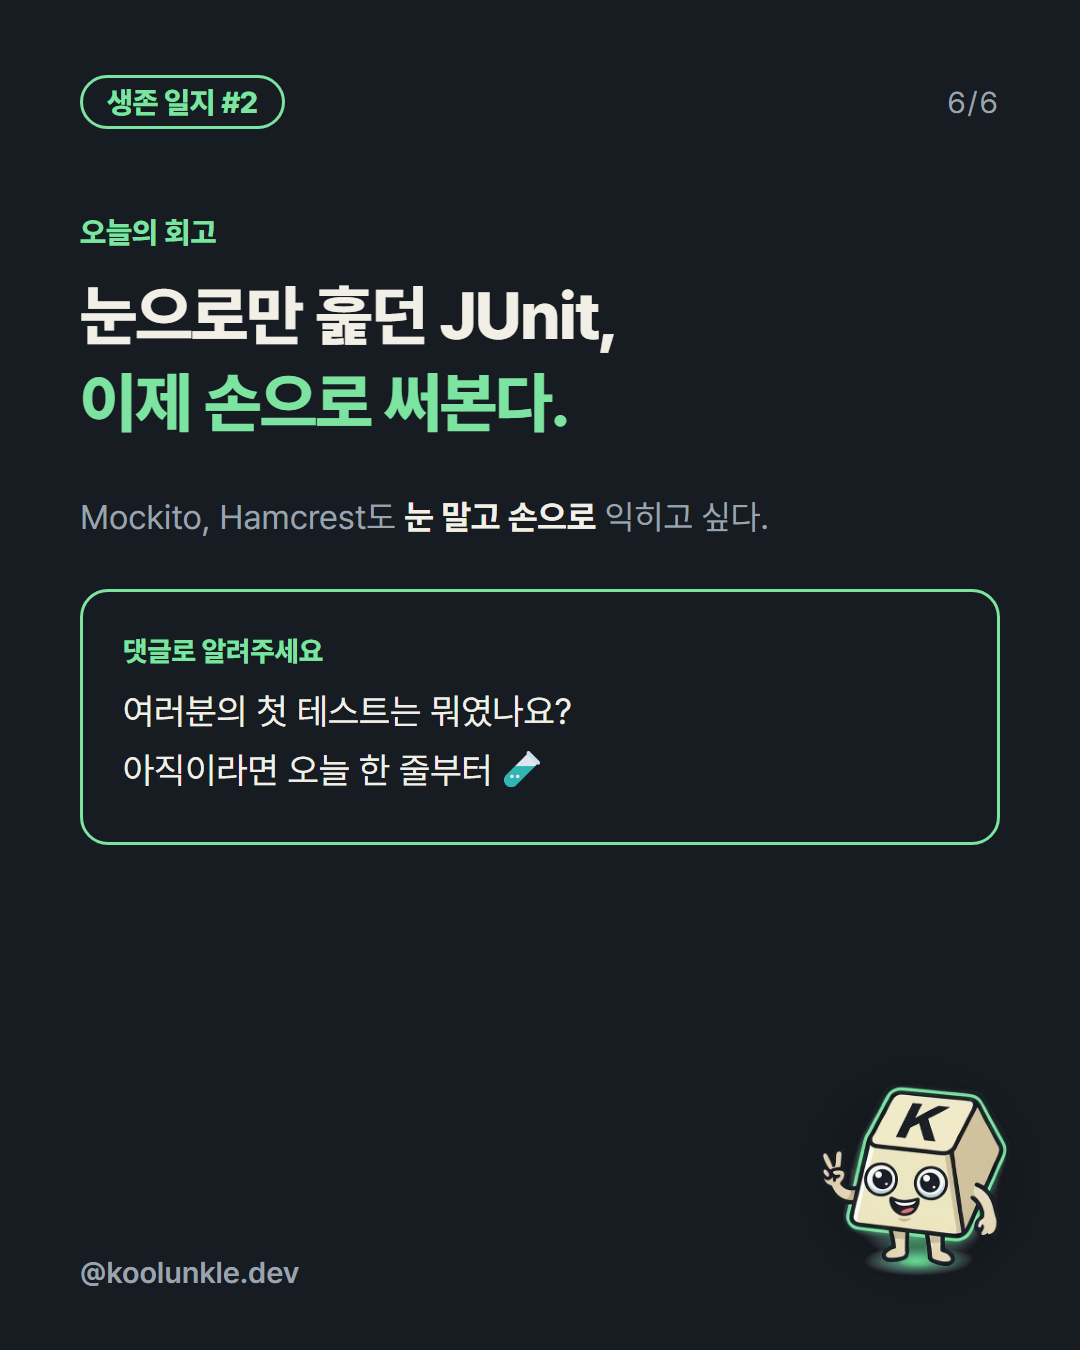 생존 일지 #2
6/6
오늘의 회고
눈으로만 훑던 JUnit,
이제 손으로 써본다.
Mockito, Hamcrest도 눈 말고 손으로 익히고 싶다.
댓글로 알려주세요
여러분의 첫 테스트는 뭐였나요?
아직이라면 오늘 한 줄부터 🧪
K
@koolunkle.dev